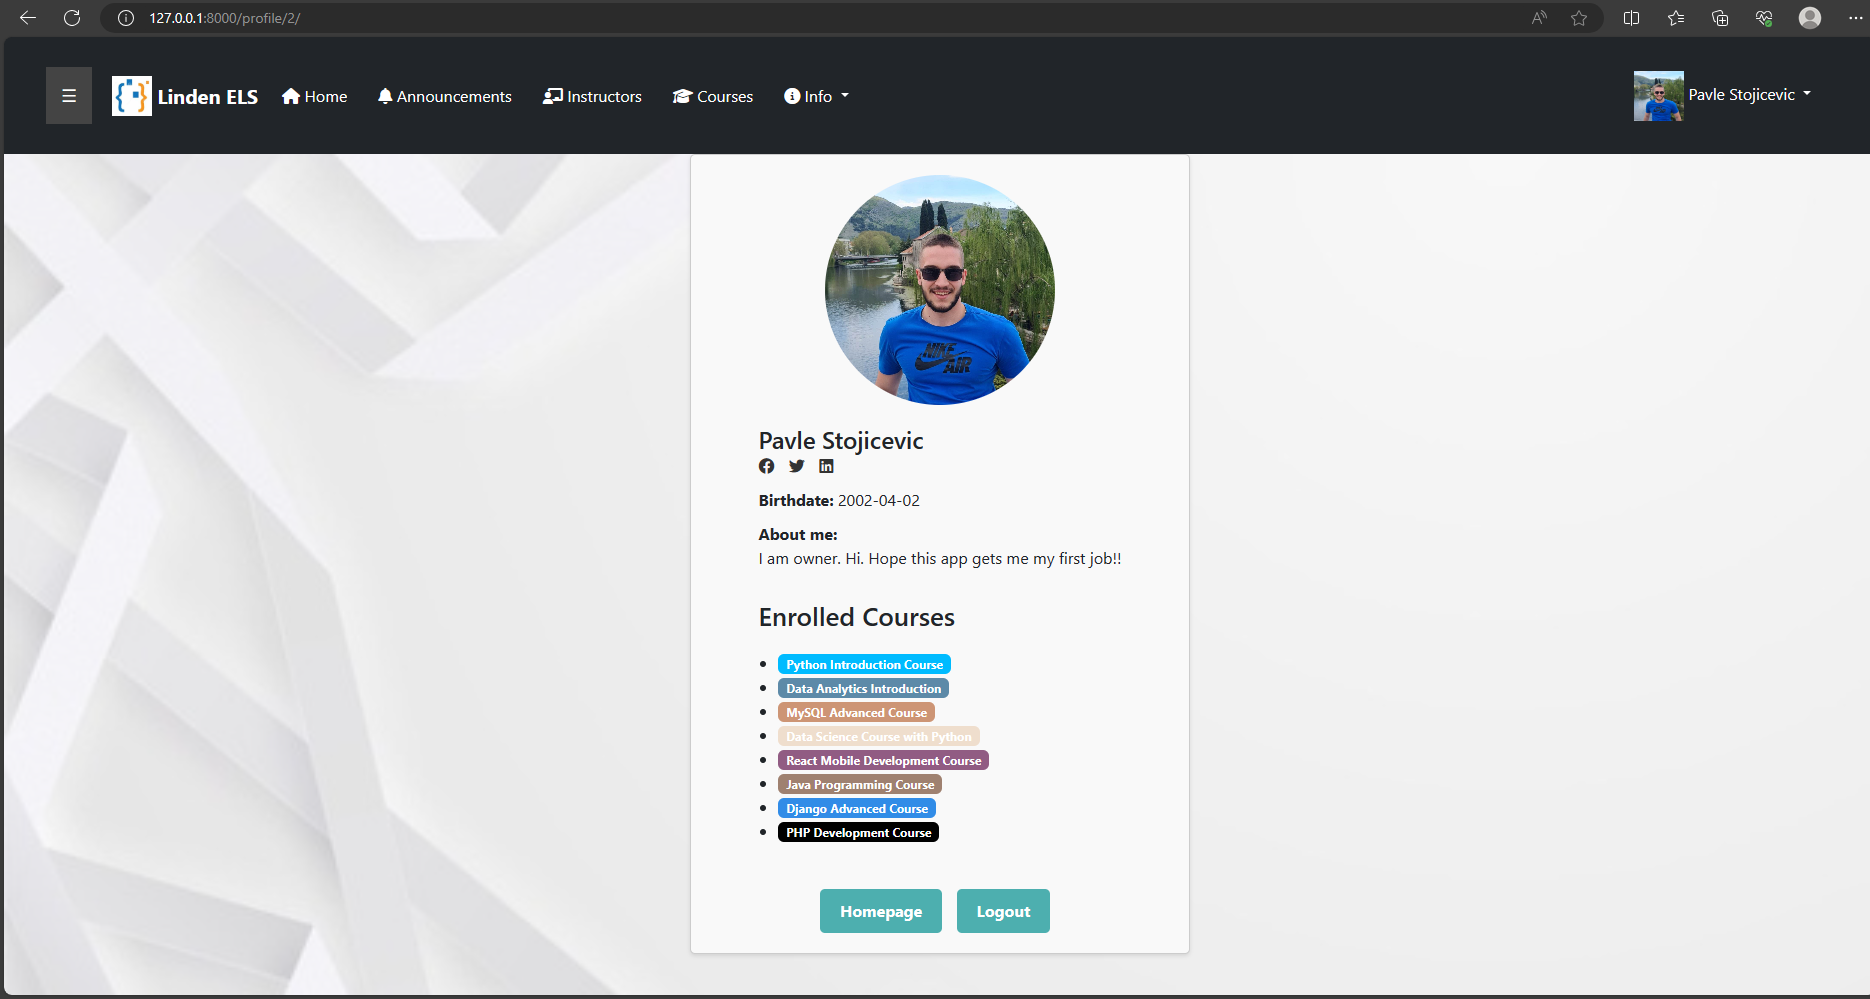 127.0.0.1:8000/profile/2/
Linden ELS Home Announcements Instructors Courses Info Pavle Stojicevic
NIKE
AIR
Pavle Stojicevic
Birthdate: 2002-04-02
About me:
I am owner. Hi. Hope this app gets me my first job!!
Enrolled Courses
Python Introduction Course
Data Analytics Introduction
MySQL Advanced Course
Data Science Course with Python
React Mobile Development Course
Java Programming Course
Django Advanced Course
PHP Development Course
Homepage Logout